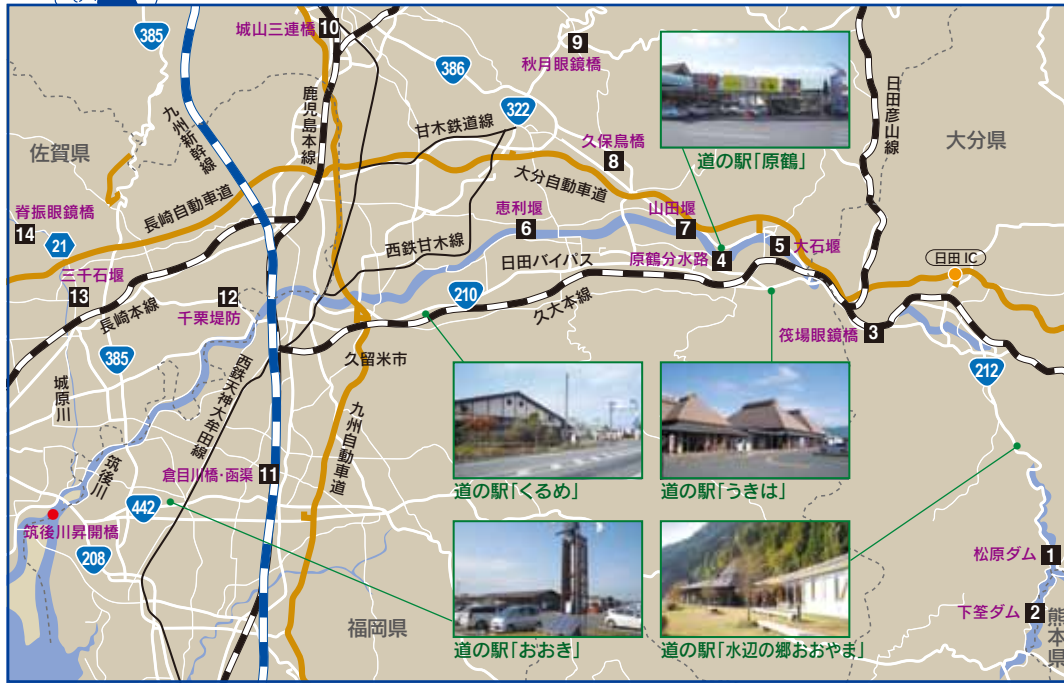 385
城山三連橋
10
9
秋月眼鏡橋
386
322
鹿児島本線
九州新幹線
甘木鉄道線
久保鳥橋
8
道の駅「原鶴」
日田彦山線
大分県
佐賀県
長崎自動車道
大分自動車道
脊振眼鏡橋
14
21
恵利堰
6
山田堰
7
西鉄甘木線
原鶴分水路
4
5
大石堰
日田バイパス
日田 IC
三千石堰
13
12
千栗堤防
長崎本線
210
久大本線
筏場眼鏡橋
3
385
久留米市
212
城原川
西鉄天神大牟田線
九州自動車道
筑後川
倉目川橋・函渠
11
道の駅「くるめ」
道の駅「うきは」
442
筑後川昇開橋
208
松原ダム
1
下筌ダム
2
福岡県
熊本県
道の駅「おおき」
道の駅「水辺の郷おおやま」